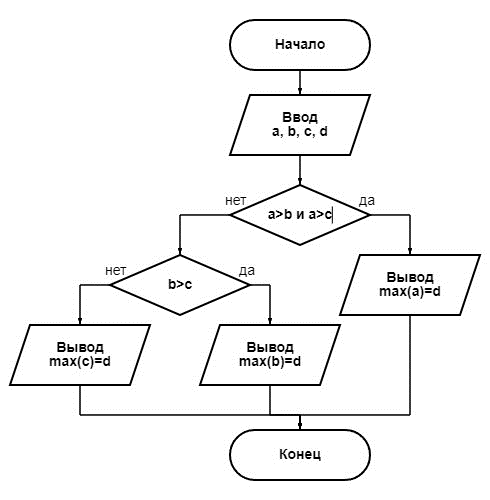 Начало
Ввод
a, b, c, d
нет
да
a>b и a>c
нет
да
b>c
Вывод
max(a)=d
Вывод
max(c)=d
Вывод
max(b)=d
Конец